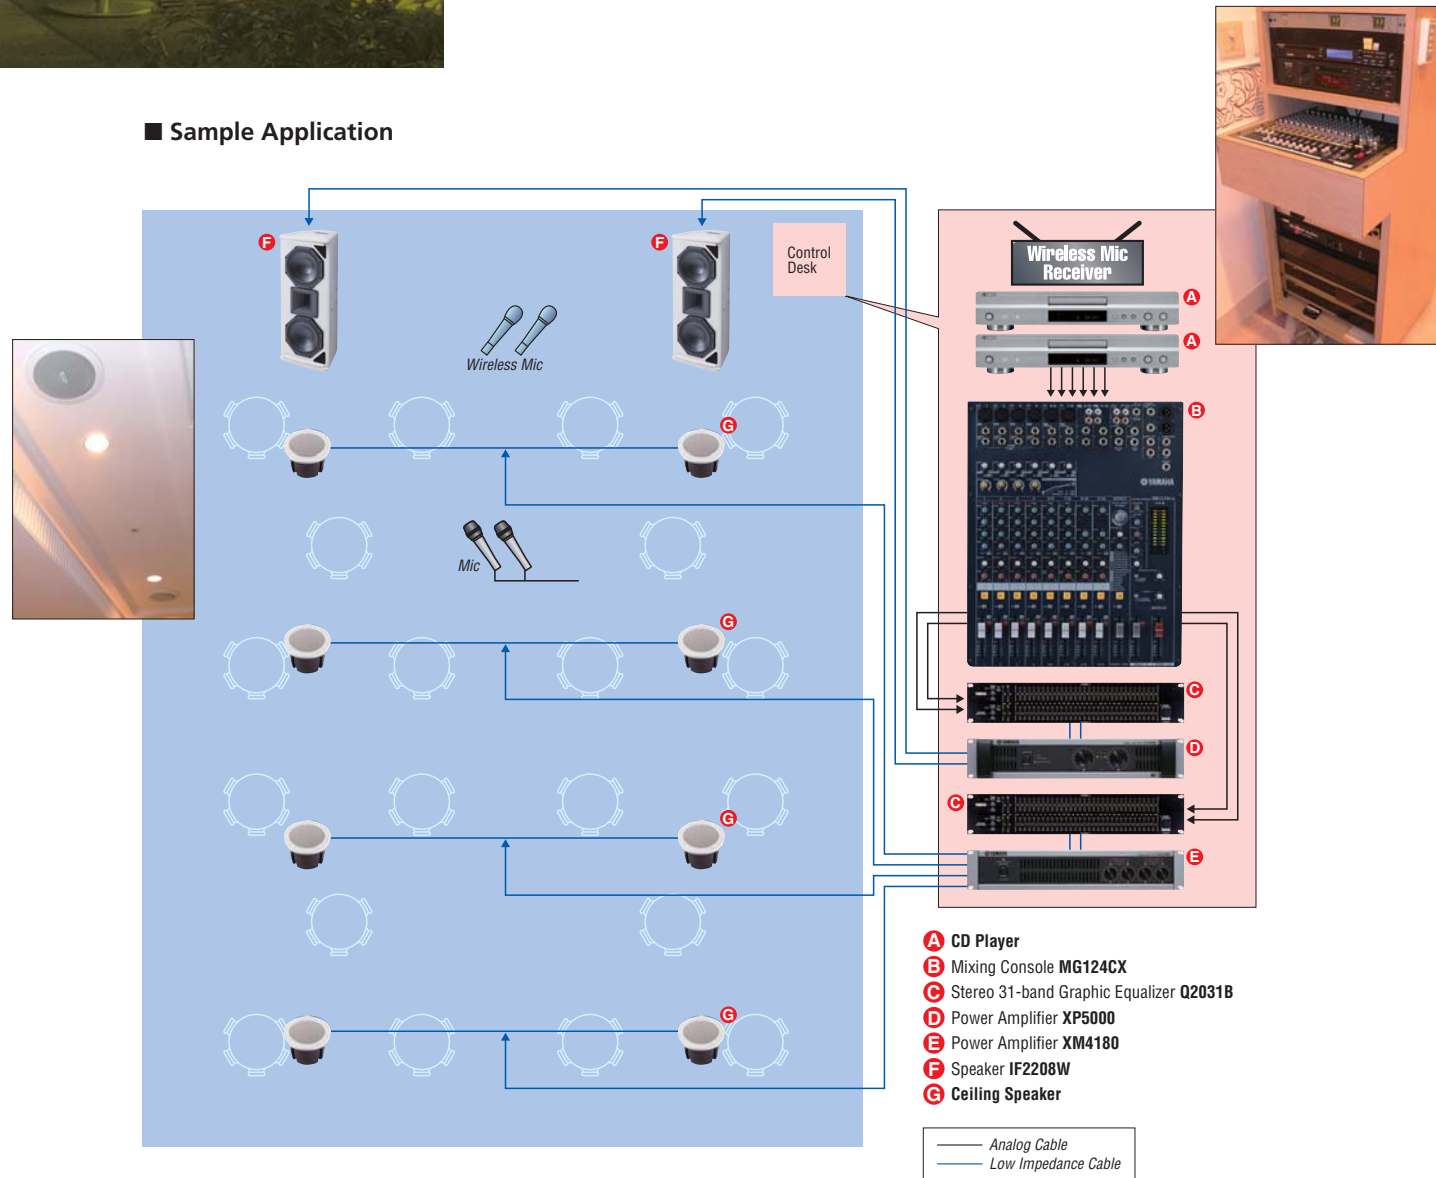 ■ Sample Application
F
F
Control
Desk
Wireless Mic
Receiver
A
A
Wireless Mic
B
G
YAMAHA
Mic
G
C
D
G
C
YAMAHA
E
G
A CD Player
B Mixing Console MG124CX
C Stereo 31-band Graphic Equalizer Q2031B
D Power Amplifier XP5000
E Power Amplifier XM4180
F Speaker IF2208W
G Ceiling Speaker
Analog Cable
Low Impedance Cable